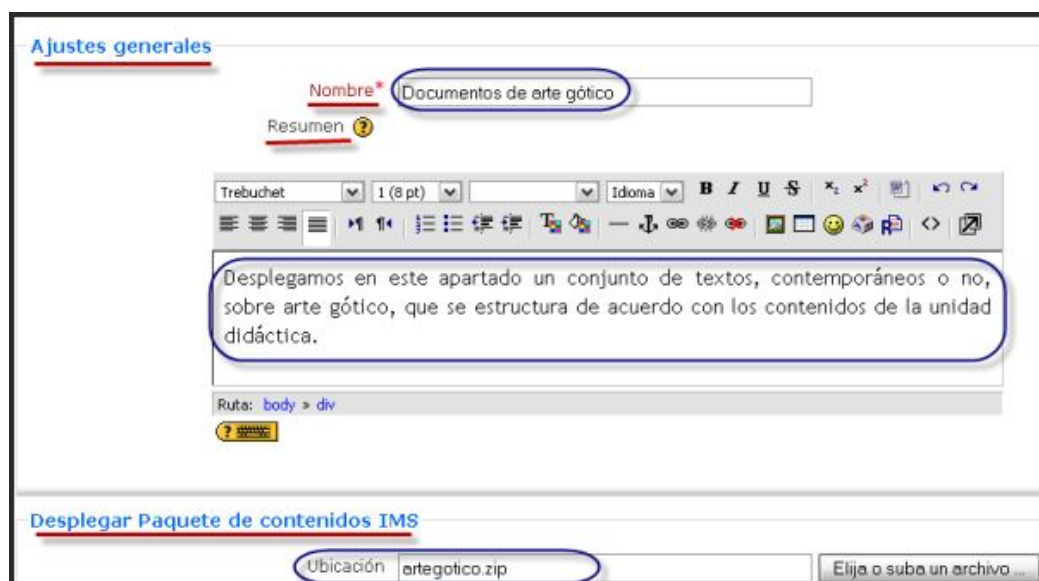 Ajustes generales
Nombre* Documentos de arte gótico
Resumen ?
Trebuchet 1 (8 pt) Idioma B I U S x₂ x²
Desplegamos en este apartado un conjunto de textos, contemporáneos o no,
sobre arte gótico, que se estructura de acuerdo con los contenidos de la unidad
didáctica.
Ruta: body » div
?
Desplegar Paquete de contenidos IMS
Ubicación artegotico.zip Elija o suba un archivo ...